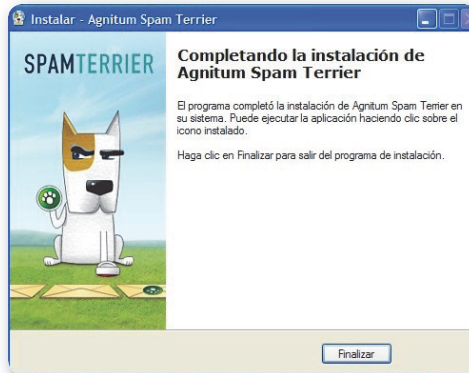 Instalar - Agnitum Spam Terrier
SPAMTERRIER
Completando la instalación de
Agnitum Spam Terrier
El programa completó la instalación de Agnitum Spam Terrier en
su sistema. Puede ejecutar la aplicación haciendo clic sobre el
icono instalado.
Haga clic en Finalizar para salir del programa de instalación.
Finalizar